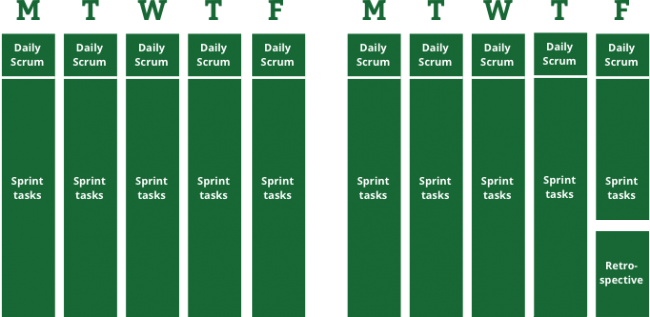 M T W T F M T W T F
Daily Daily Daily Daily Daily Daily Daily Daily Daily Daily
Scrum Scrum Scrum Scrum Scrum Scrum Scrum Scrum Scrum Scrum
Sprint Sprint Sprint Sprint Sprint Sprint Sprint Sprint Sprint Sprint
tasks tasks tasks tasks tasks tasks tasks tasks tasks tasks
Retro-
spective